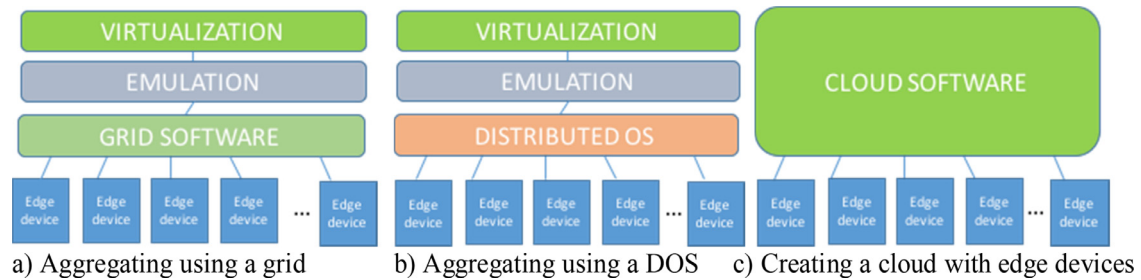 VIRTUALIZATION
EMULATION
GRID SOFTWARE
Edge device
Edge device
Edge device
Edge device
...
Edge device
a) Aggregating using a grid
VIRTUALIZATION
EMULATION
DISTRIBUTED OS
Edge device
Edge device
Edge device
Edge device
...
Edge device
b) Aggregating using a DOS
CLOUD SOFTWARE
Edge device
Edge device
Edge device
Edge device
...
Edge device
c) Creating a cloud with edge devices